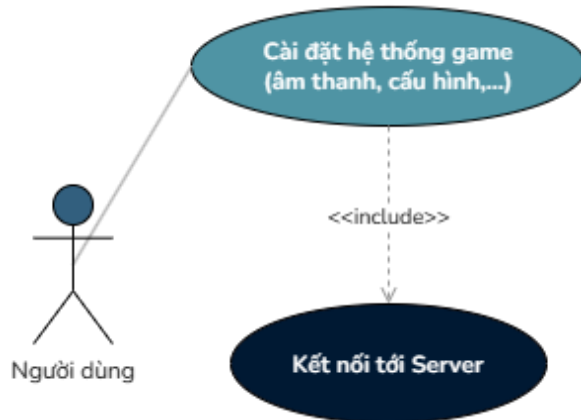 Cài đặt hệ thống game
(âm thanh, cấu hình,...)
<<include>>
Người dùng
Kết nối tới Server